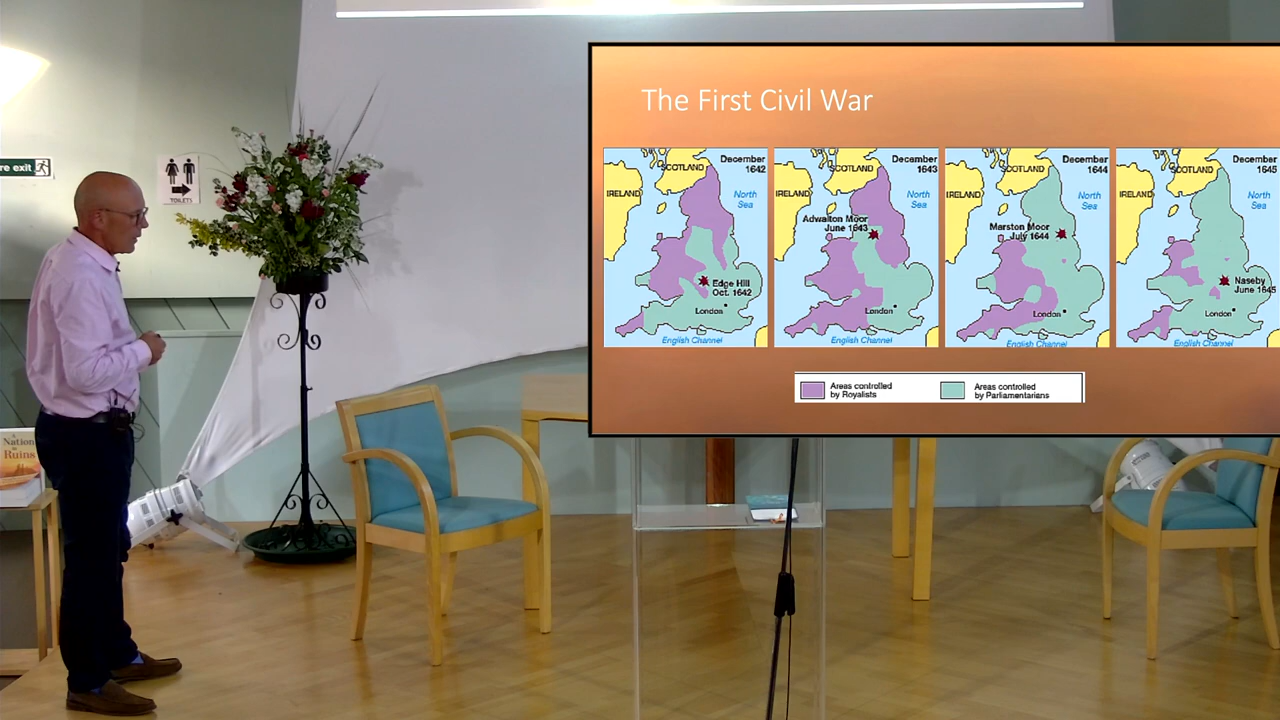 The First Civil War
SCOTLAND
December
1642
IRELAND
North
Sea
Edge Hill
Oct. 1642
London
English Channel
SCOTLAND
December
1643
IRELAND
North
Sea
Adwalton Moor
June 1643
London
English Channel
SCOTLAND
December
1644
IRELAND
North
Sea
Marston Moor
July 1644
London
English Channel
SCOTLAND
December
1645
IRELAND
North
Sea
Naseby
June 1645
London
English Channel
Areas controlled
by Royalists
Areas controlled
by Parliamentarians
re exit
TOILETS
A
Nation
in
Ruins